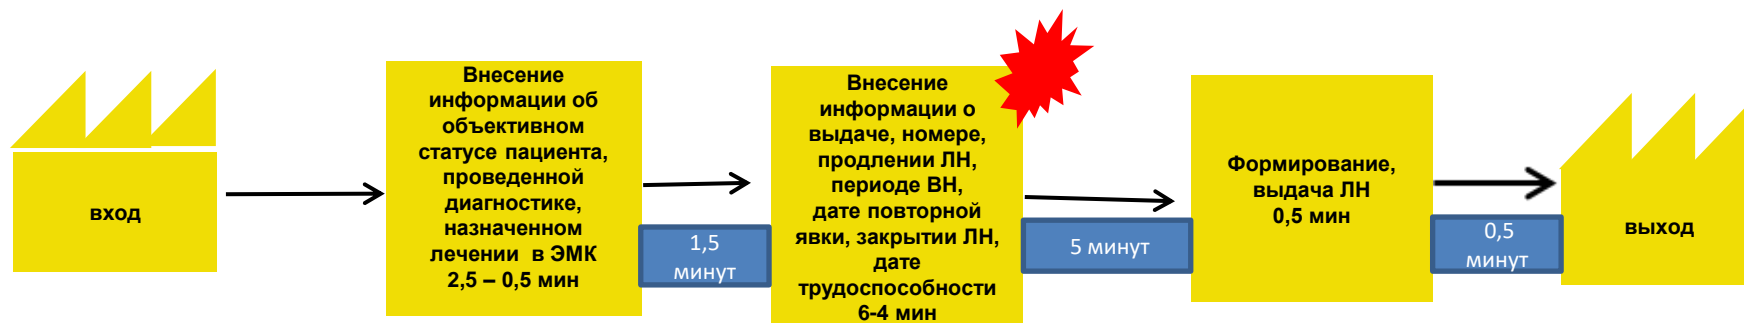 вход
Внесение
информации об
объективном
статусе пациента,
проведенной
диагностике,
назначенном
лечении в ЭМК
2,5 – 0,5 мин
1,5
минут
Внесение
информации о
выдаче, номере,
продлении ЛН,
периоде ВН,
дате повторной
явки, закрытии ЛН,
дате
трудоспособности
6-4 мин
5 минут
Формирование,
выдача ЛН
0,5 мин
0,5
минут
выход